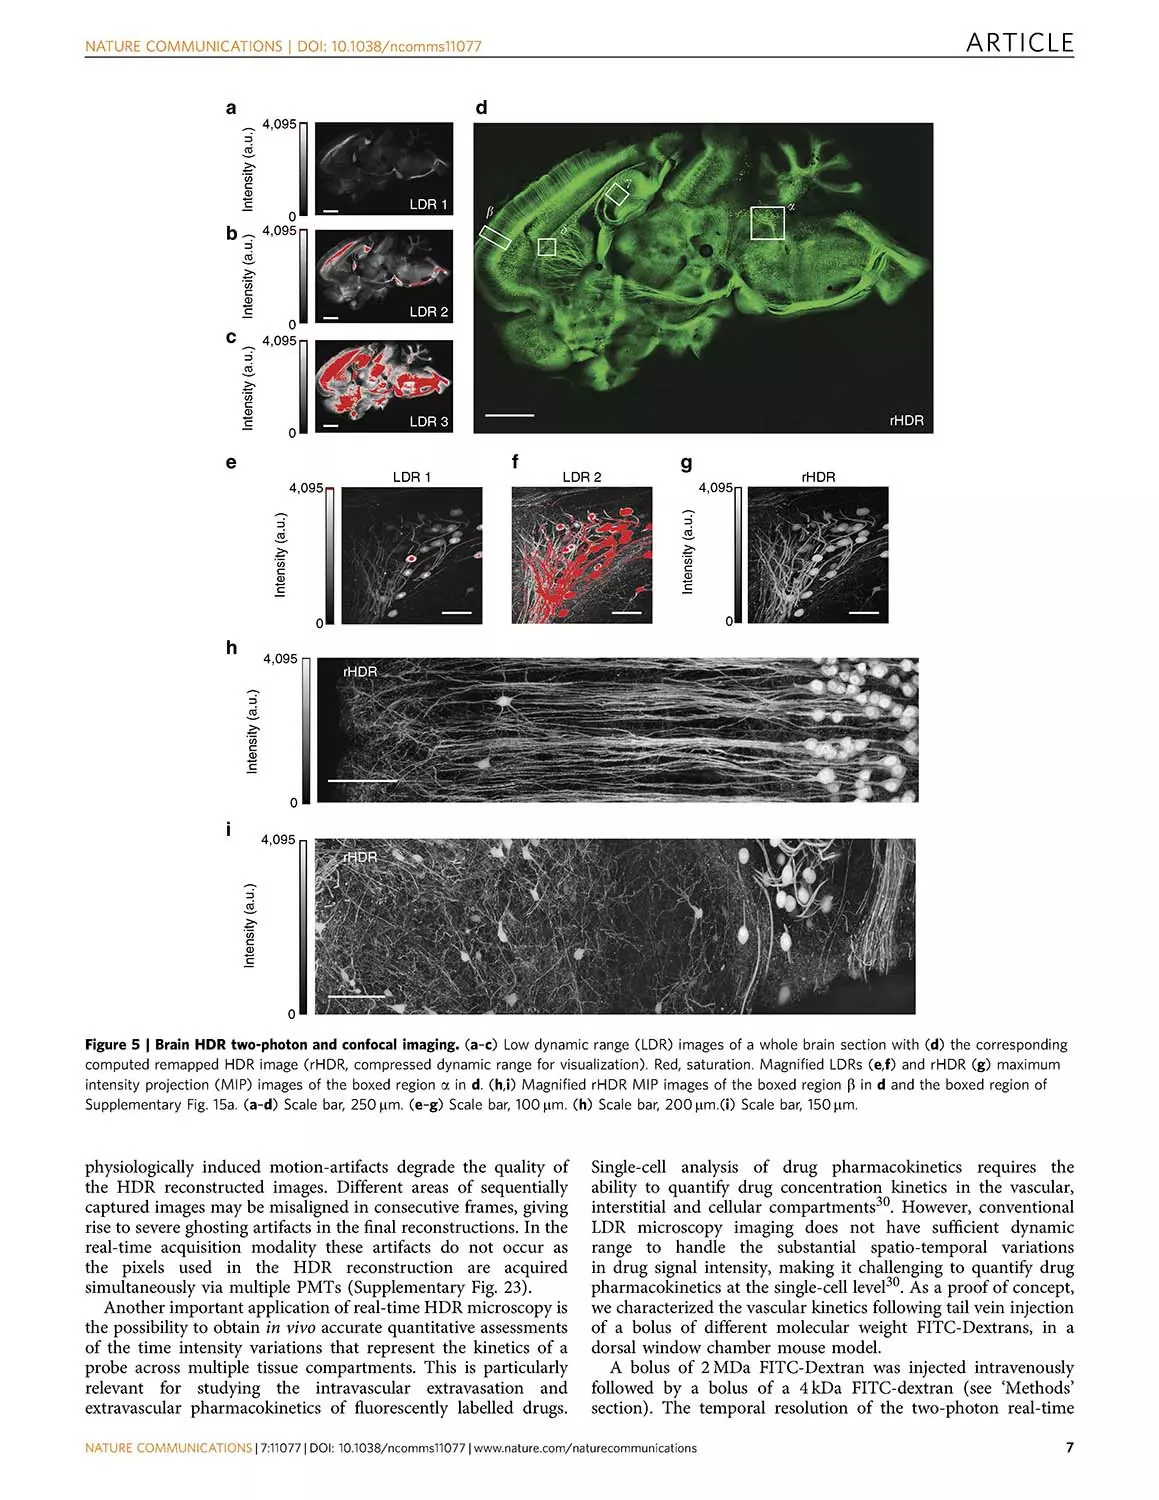 NATURE COMMUNICATIONS | DOI: 10.1038/ncomms11077
ARTICLE
a
4,095
Intensity (a.u.)
0
LDR 1
b
4,095
Intensity (a.u.)
0
LDR 2
c
4,095
Intensity (a.u.)
0
LDR 3
d
β
γ
α
rHDR
e
LDR 1
4,095
Intensity (a.u.)
0
f
LDR 2
g
rHDR
4,095
Intensity (a.u.)
0
h
4,095
Intensity (a.u.)
0
rHDR
i
4,095
Intensity (a.u.)
0
rHDR
Figure 5 | Brain HDR two-photon and confocal imaging. (a–c) Low dynamic range (LDR) images of a whole brain section with (d) the corresponding
computed remapped HDR image (rHDR, compressed dynamic range for visualization). Red, saturation. Magnified LDRs (e,f) and rHDR (g) maximum
intensity projection (MIP) images of the boxed region α in d. (h,i) Magnified rHDR MIP images of the boxed region β in d and the boxed region of
Supplementary Fig. 15a. (a–d) Scale bar, 250 μm. (e–g) Scale bar, 100 μm. (h) Scale bar, 200 μm.(i) Scale bar, 150 μm.
physiologically induced motion-artifacts degrade the quality of
the HDR reconstructed images. Different areas of sequentially
captured images may be misaligned in consecutive frames, giving
rise to severe ghosting artifacts in the final reconstructions. In the
real-time acquisition modality these artifacts do not occur as
the pixels used in the HDR reconstruction are acquired
simultaneously via multiple PMTs (Supplementary Fig. 23).
Another important application of real-time HDR microscopy is
the possibility to obtain in vivo accurate quantitative assessments
of the time intensity variations that represent the kinetics of a
probe across multiple tissue compartments. This is particularly
relevant for studying the intravascular extravasation and
extravascular pharmacokinetics of fluorescently labelled drugs.
Single-cell analysis of drug pharmacokinetics requires the
ability to quantify drug concentration kinetics in the vascular,
interstitial and cellular compartments30. However, conventional
LDR microscopy imaging does not have sufficient dynamic
range to handle the substantial spatio-temporal variations
in drug signal intensity, making it challenging to quantify drug
pharmacokinetics at the single-cell level30. As a proof of concept,
we characterized the vascular kinetics following tail vein injection
of a bolus of different molecular weight FITC-Dextrans, in a
dorsal window chamber mouse model.
A bolus of 2 MDa FITC-Dextran was injected intravenously
followed by a bolus of a 4 kDa FITC-dextran (see ‘Methods’
section). The temporal resolution of the two-photon real-time
NATURE COMMUNICATIONS | 7:11077 | DOI: 10.1038/ncomms11077 | www.nature.com/naturecommunications
7